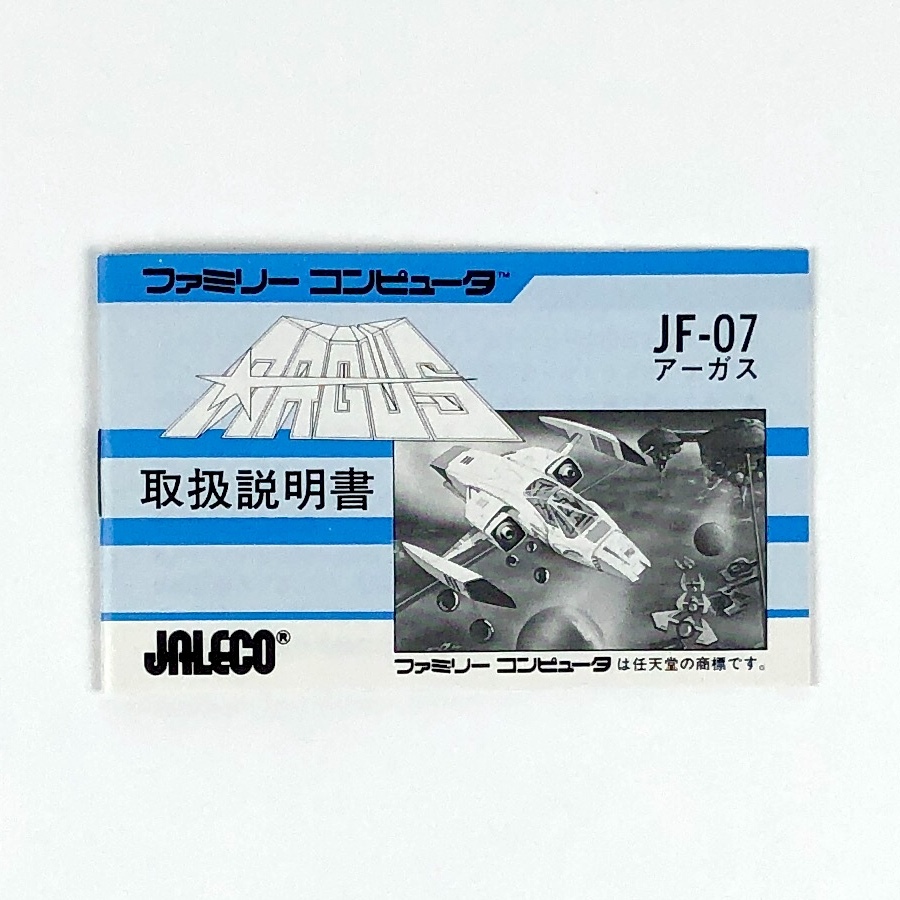 ファミリー コンピュータ™
ARGUS
JF-07
アーガス
取扱説明書
JALECO®
ファミリー コンピュータは任天堂の商標です。